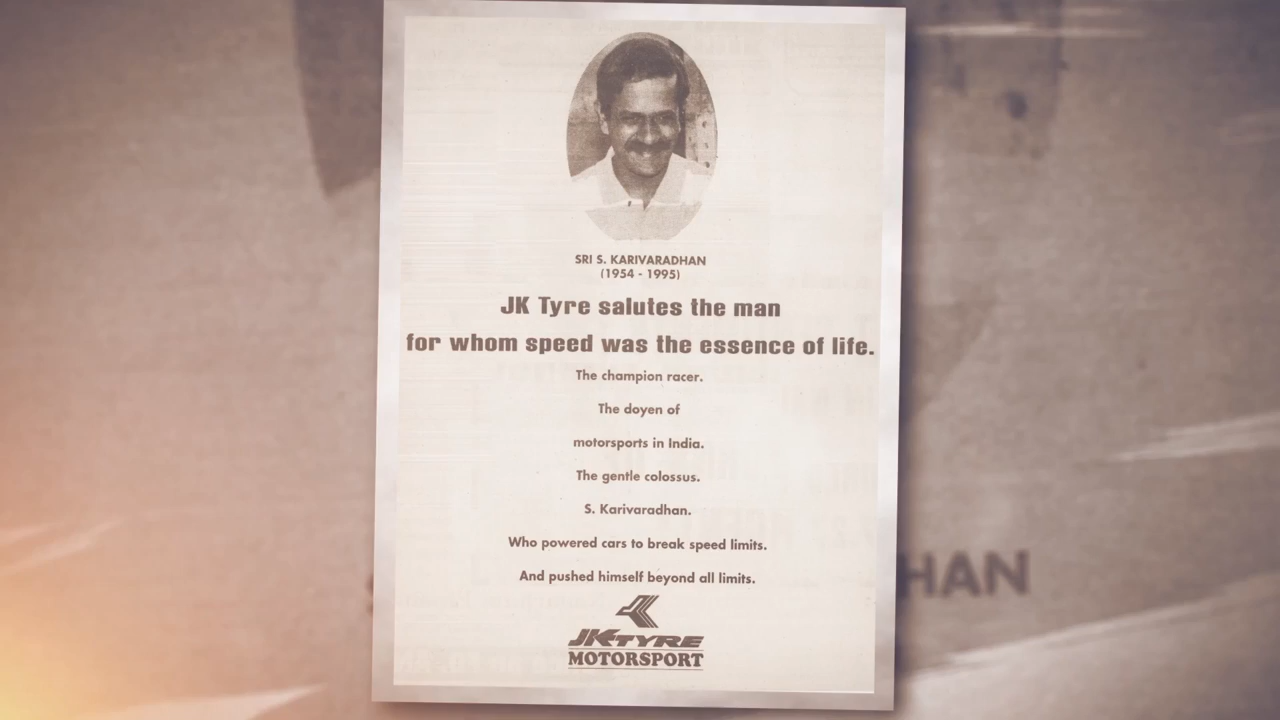 SRI S. KARIVARADHAN
(1954 - 1995)
JK Tyre salutes the man
for whom speed was the essence of life.
The champion racer.
The doyen of
motorsports in India.
The gentle colossus.
S. Karivaradhan.
Who powered cars to break speed limits.
And pushed himself beyond all limits.
HAN
JK TYRE
MOTORSPORT